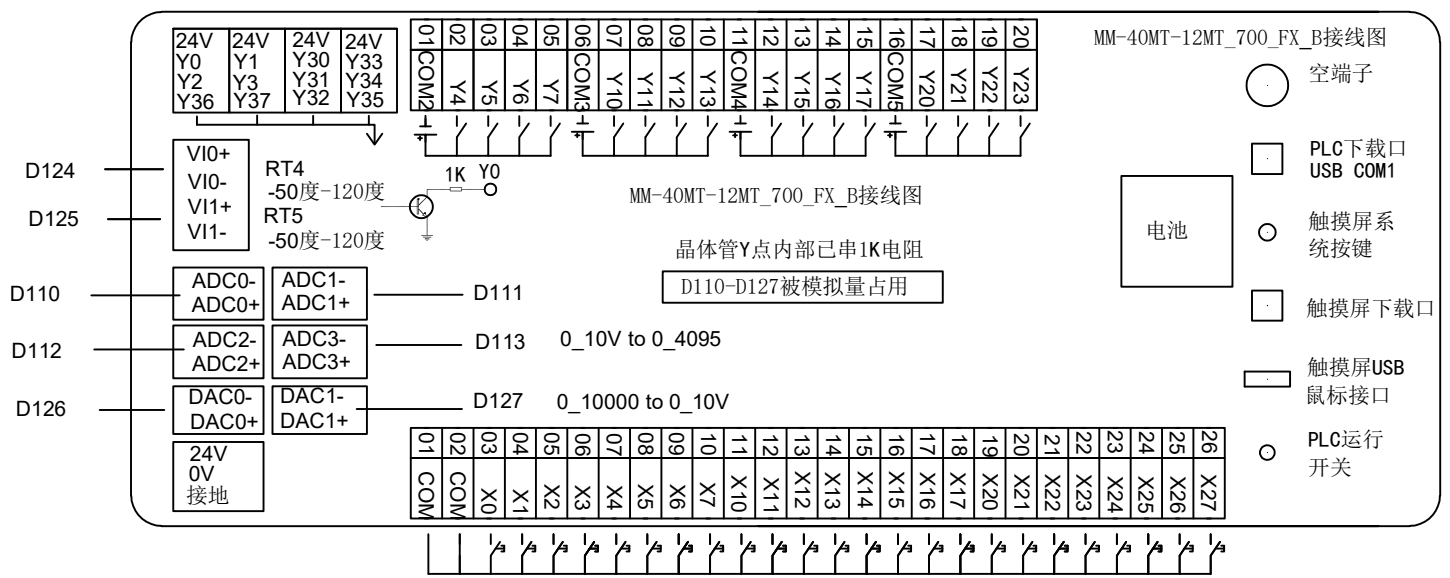 24V 24V 24V 24V
Y0 Y1 Y30 Y33
Y2 Y3 Y31 Y34
Y36 Y37 Y32 Y35
01 02 03 04 05 06 07 08 09 10 11 12 13 14 15 16 17 18 19 20
COM2 Y4 Y5 Y6 Y7 COM3 Y10 Y11 Y12 Y13 COM4 Y14 Y15 Y16 Y17 COM5 Y20 Y21 Y22 Y23
MM-40MT-12MT_700_FX_B接线图
空端子
PLC下载口
USB COM1
触摸屏系
统按键
触摸屏下载口
触摸屏USB
鼠标接口
PLC运行
开关
电池
D124
D125
VI0+
VI0-
VI1+
VI1-
RT4
-50度-120度
RT5
-50度-120度
1K Y0
MM-40MT-12MT_700_FX_B接线图
晶体管Y点内部已串1K电阻
D110-D127被模拟量占用
D110
ADC0- ADC1-
ADC0+ ADC1+
D111
D112
ADC2- ADC3-
ADC2+ ADC3+
D113 0_10V to 0_4095
D126
DAC0- DAC1-
DAC0+ DAC1+
D127 0_10000 to 0_10V
24V
0V
接地
01 02 03 04 05 06 07 08 09 10 11 12 13 14 15 16 17 18 19 20 21 22 23 24 25 26
COM COM X0 X1 X2 X3 X4 X5 X6 X7 X10 X11 X12 X13 X14 X15 X16 X17 X20 X21 X22 X23 X24 X25 X26 X27